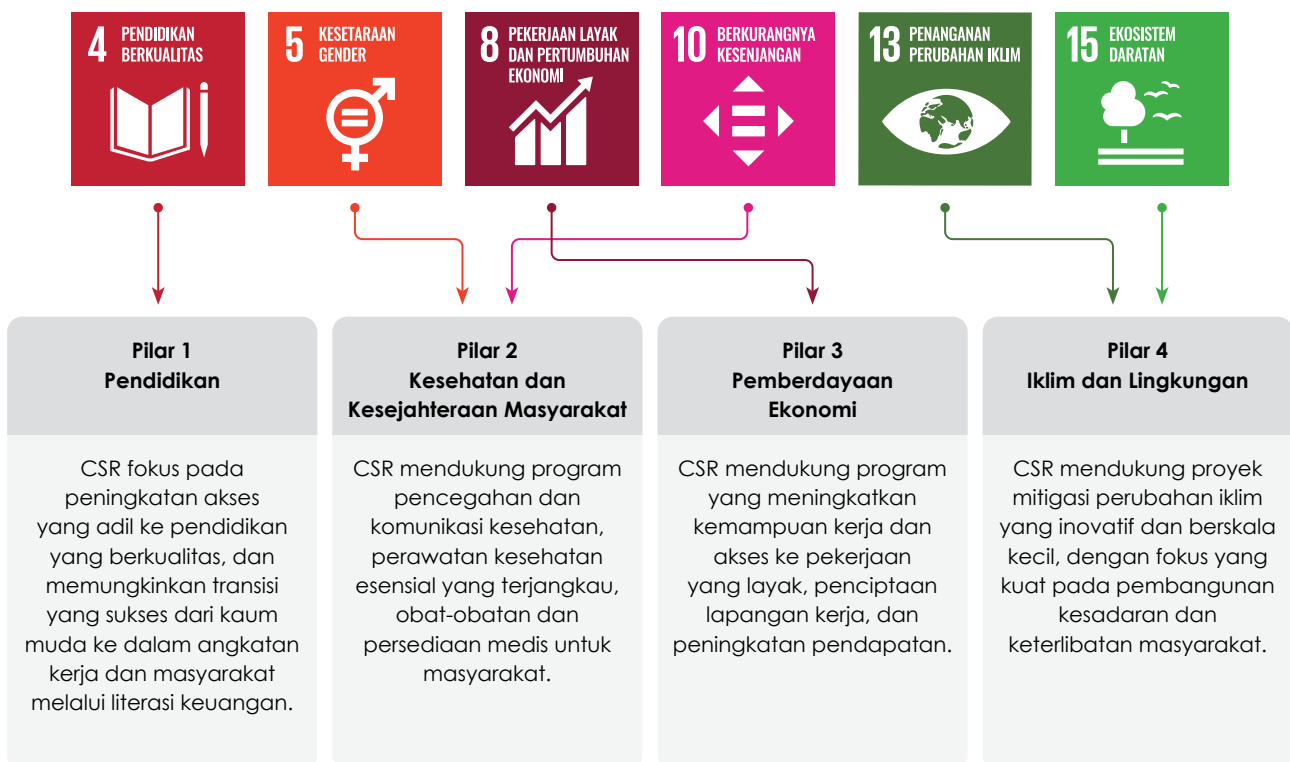 4 PENDIDIKAN
BERKUALITAS
5 KESETARAAN
GENDER
8 PEKERJAAN LAYAK
DAN PERTUMBUHAN
EKONOMI
10 BERKURANGNYA
KESENJANGAN
13 PENANGANAN
PERUBAHAN IKLIM
15 EKOSISTEM
DARATAN
Pilar 1
Pendidikan
CSR fokus pada
peningkatan akses
yang adil ke pendidikan
yang berkualitas, dan
memungkinkan transisi
yang sukses dari kaum
muda ke dalam angkatan
kerja dan masyarakat
melalui literasi keuangan.
Pilar 2
Kesehatan dan
Kesejahteraan Masyarakat
CSR mendukung program
pencegahan dan
komunikasi kesehatan,
perawatan kesehatan
esensial yang terjangkau,
obat-obatan dan
persediaan medis untuk
masyarakat.
Pilar 3
Pemberdayaan
Ekonomi
CSR mendukung program
yang meningkatkan
kemampuan kerja dan
akses ke pekerjaan
yang layak, penciptaan
lapangan kerja, dan
peningkatan pendapatan.
Pilar 4
Iklim dan Lingkungan
CSR mendukung proyek
mitigasi perubahan iklim
yang inovatif dan berskala
kecil, dengan fokus yang
kuat pada pembangunan
kesadaran dan
keterlibatan masyarakat.